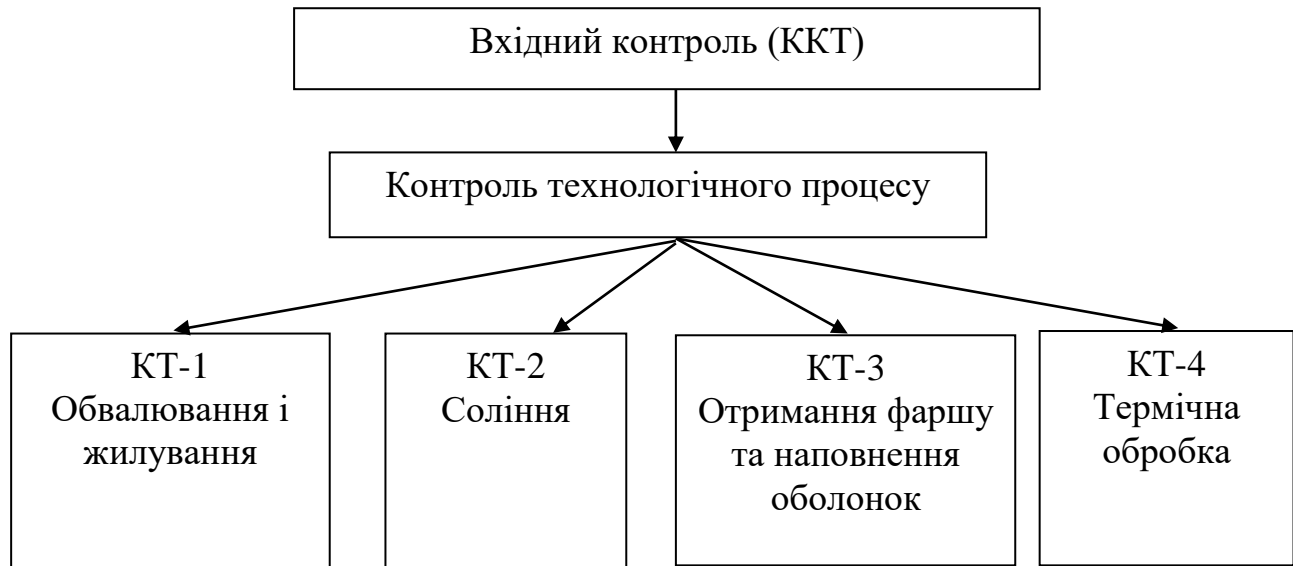 Вхідний контроль (ККТ)
Контроль технологічного процесу
КТ-1
Обвалювання і
жилування
КТ-2
Соління
КТ-3
Отримання фаршу
та наповнення
оболонок
КТ-4
Термічна
обробка